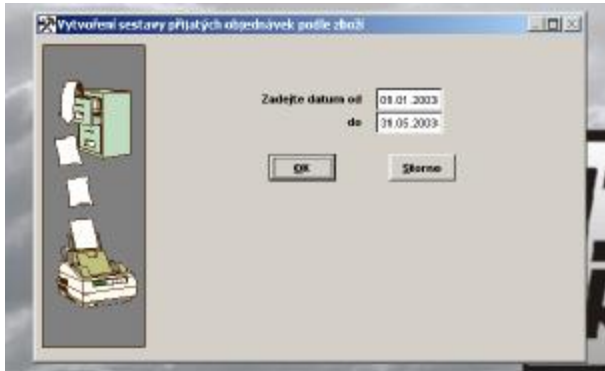 Vytvoření sestavy přijatých objednávek podle zboží
Zadejte datum od 01.01.2003
do 31.05.2003
OK
Storno